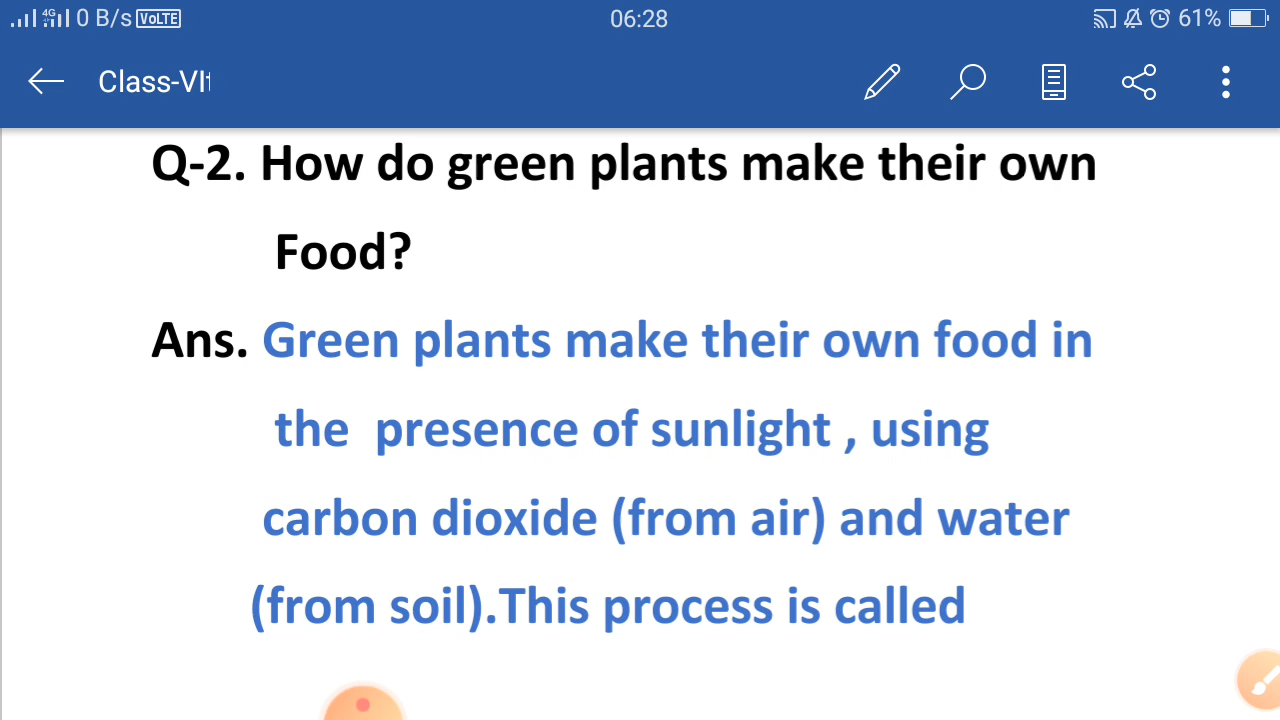 4G 0 B/s VoLTE 06:28 61%
Class-VI
Q-2. How do green plants make their own
Food?
Ans. Green plants make their own food in
the presence of sunlight , using
carbon dioxide (from air) and water
(from soil).This process is called